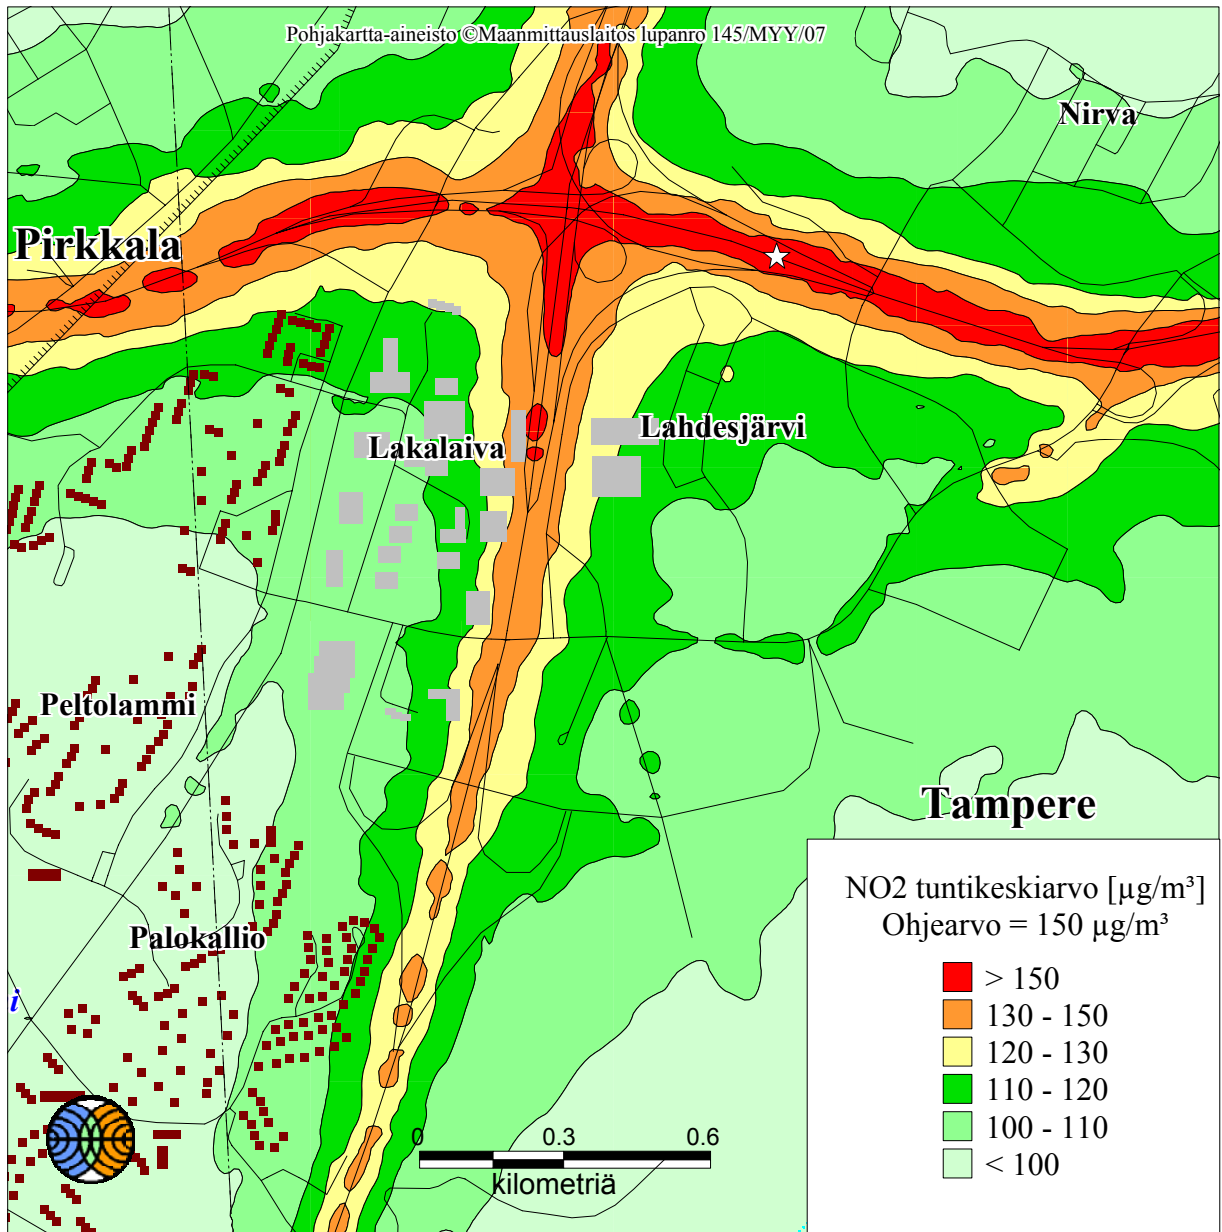 Pohjakartta-aineisto ©Maanmittauslaitos lupanro 145/MYY/07
Nirva
Pirkkala
Lahdesjärvi
Lakalaiva
Peltolammi
Tampere
Palokallio
i
NO2 tuntikeskiarvo [µg/m³]
Ohjearvo = 150 µg/m³
> 150
130 - 150
120 - 130
110 - 120
100 - 110
< 100
0 0.3 0.6
kilometriä